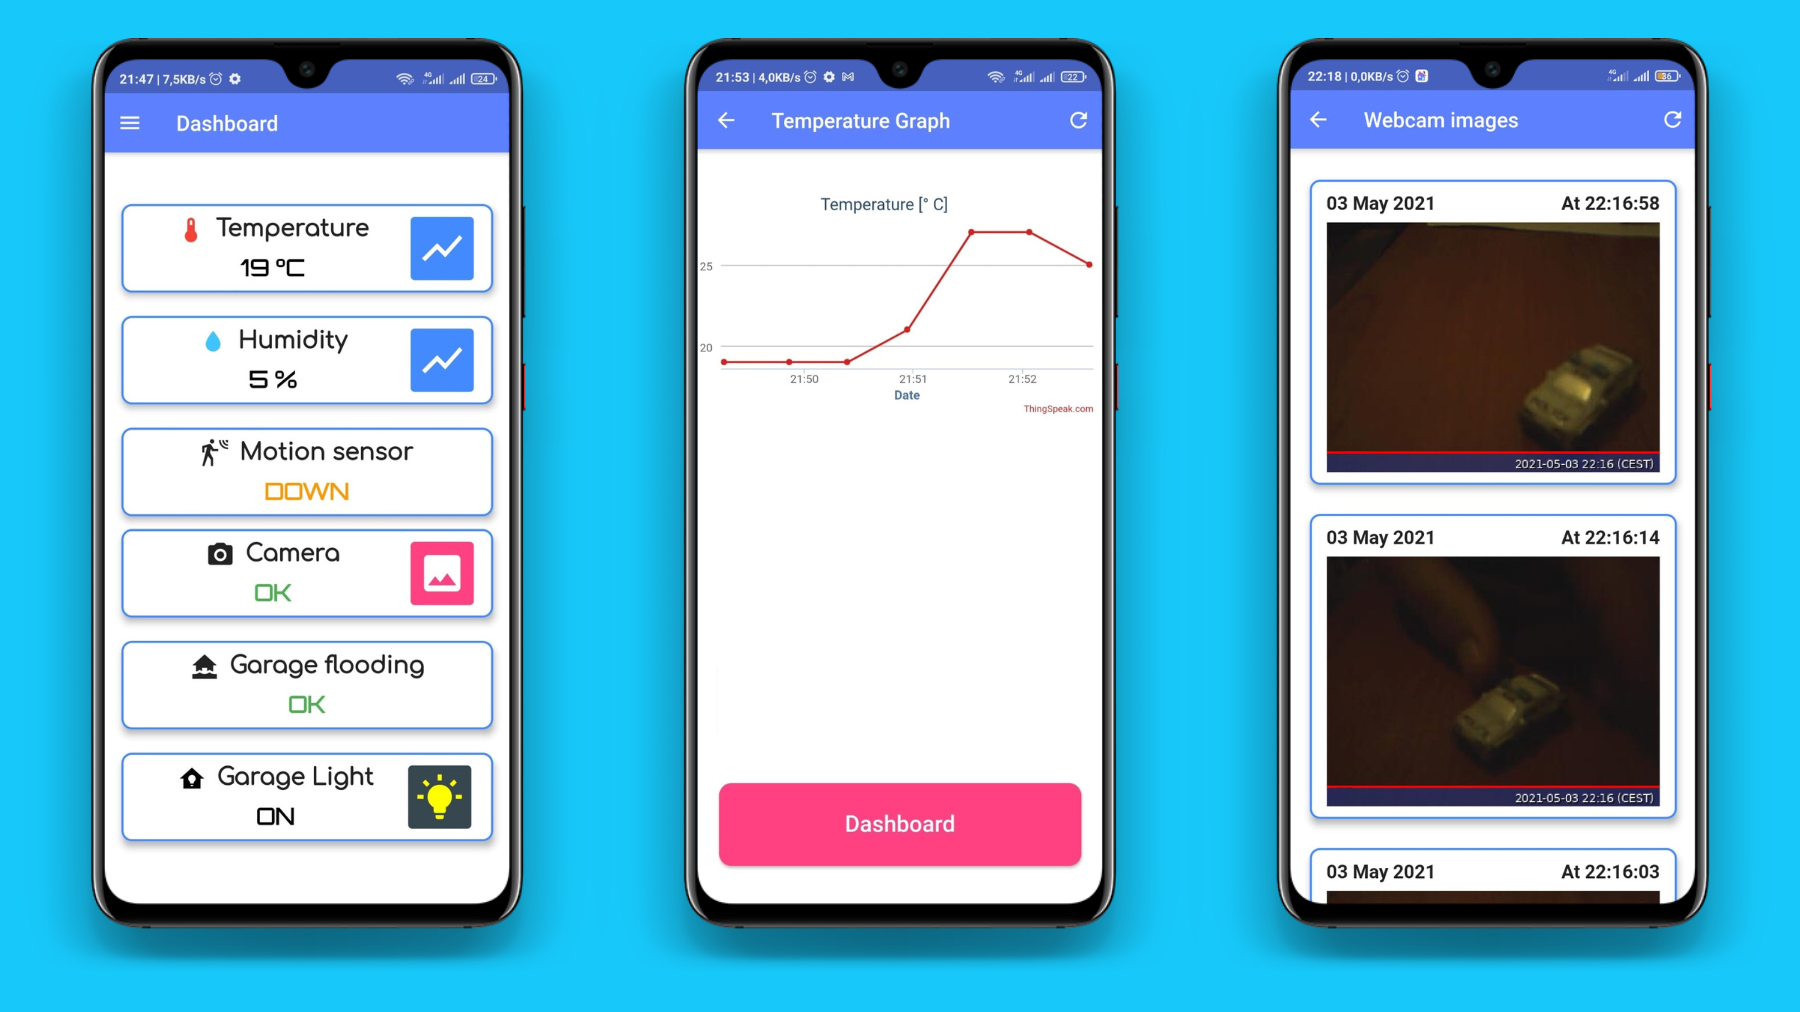 21:47 | 7,5KB/s
4G
24
Dashboard
Temperature
19 °C
Humidity
5 %
Motion sensor
DOWN
Camera
OK
Garage flooding
OK
Garage Light
ON
21:53 | 4,0KB/s
4G
22
Temperature Graph
Temperature [° C]
25
20
21:50 21:51 21:52
Date
ThingSpeak.com
Dashboard
22:18 | 0,0KB/s
4G
36
Webcam images
03 May 2021 At 22:16:58
2021-05-03 22:16 (CEST)
03 May 2021 At 22:16:14
2021-05-03 22:16 (CEST)
03 May 2021 At 22:16:03